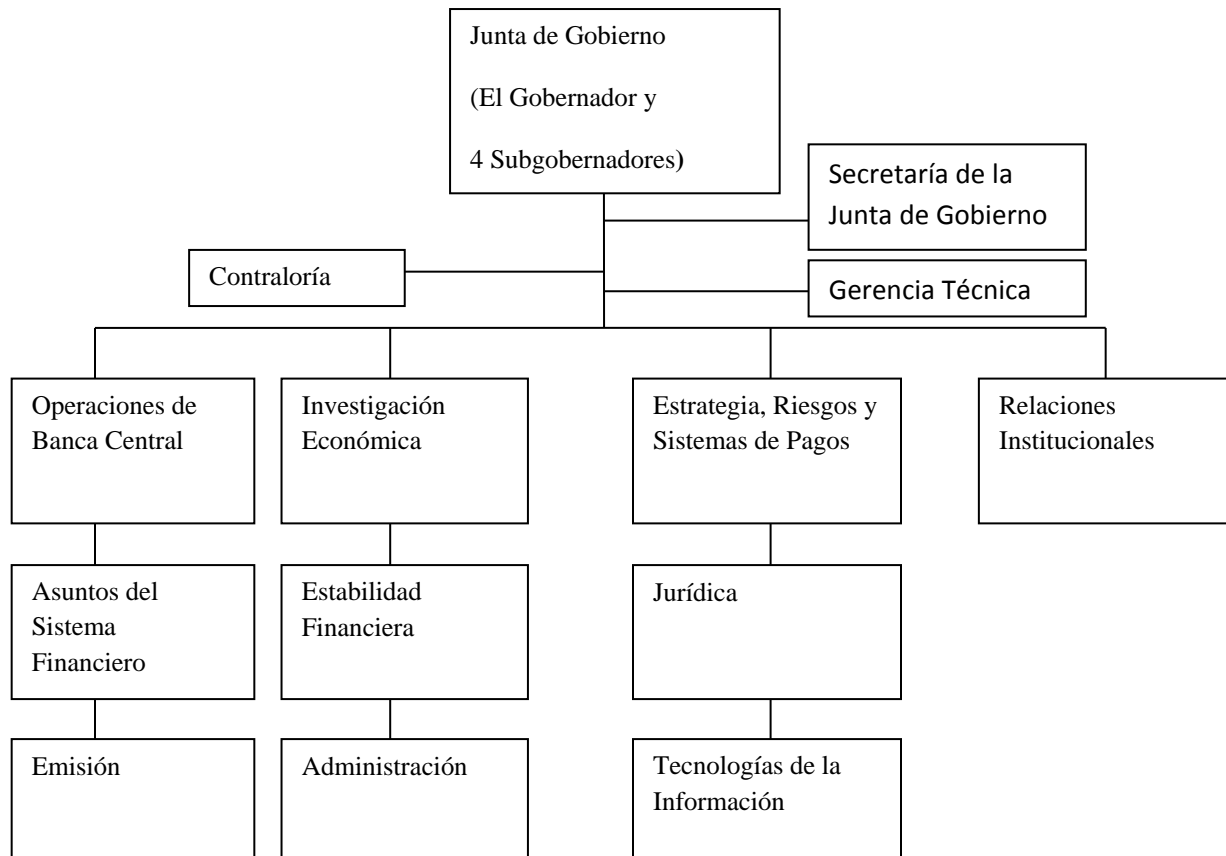 Junta de Gobierno
(El Gobernador y
4 Subgobernadores)
Secretaría de la
Junta de Gobierno
Contraloría
Gerencia Técnica
Operaciones de
Banca Central
Investigación
Económica
Estrategia, Riesgos y
Sistemas de Pagos
Relaciones
Institucionales
Asuntos del
Sistema
Financiero
Estabilidad
Financiera
Jurídica
Emisión
Administración
Tecnologías de la
Información